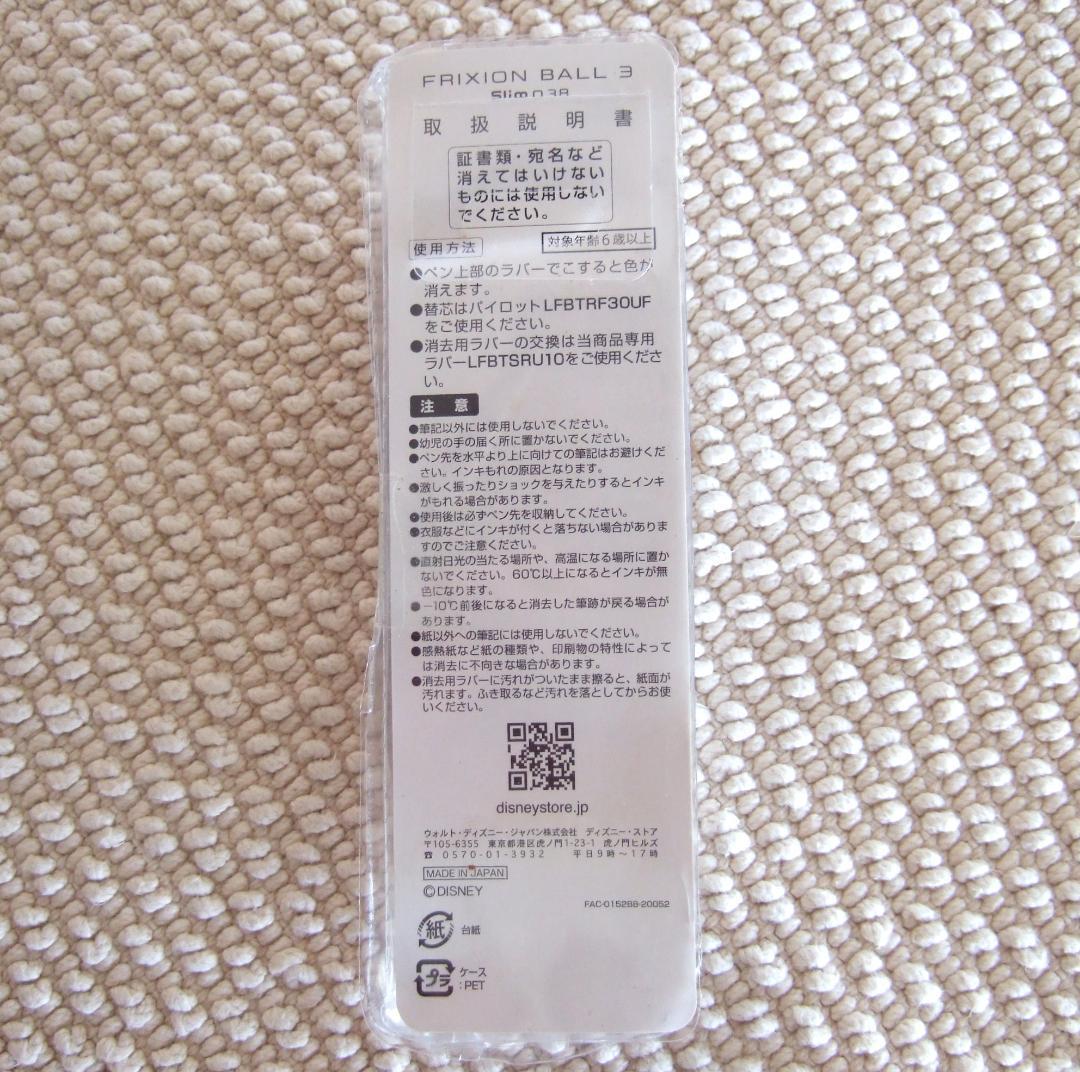 FRIXION BALL 3
Slim 038
取扱説明書
証書類・宛名など
消えてはいけない
ものには使用しない
でください。
使用方法
対象年齢6歳以上
●ペン上部のラバーでこすると色が
消えます。
●替芯はパイロットLFBTRF30UF
をご使用ください。
●消去用ラバーの交換は当商品専用
ラバーLFBTSRU10をご使用くださ
い。
注 意
●筆記以外には使用しないでください。
●幼児の手の届く所に置かないでください。
●ペン先を水平より上に向けての筆記はお避けくだ
さい。インキもれの原因となります。
●激しく振ったりショックを与えたりするとインキ
がもれる場合があります。
●使用後は必ずペン先を収納してください。
●衣服などにインキが付くと落ちない場合がありま
すのでご注意ください。
●直射日光の当たる場所や、高温になる場所に置か
ないでください。60℃以上になるとインキが無
色になります。
●－10℃前後になると消去した筆跡が戻る場合が
あります。
●紙以外への筆記には使用しないでください。
●感熱紙など紙の種類や、印刷物の特性によって
は消去に不向きな場合があります。
●消去用ラバーに汚れがついたまま擦ると、紙面が
汚れます。ふき取るなど汚れを落としてからお使
いください。
disneystore.jp
ウォルト・ディズニー・ジャパン株式会社 ディズニー・ストア
〒105-6355 東京都港区虎ノ門1-23-1 虎ノ門ヒルズ
☎ 0570-01-3932 平日9時～17時
MADE IN JAPAN
©DISNEY
FAC-015288-20052
紙 台紙
プラ ケース
:PET